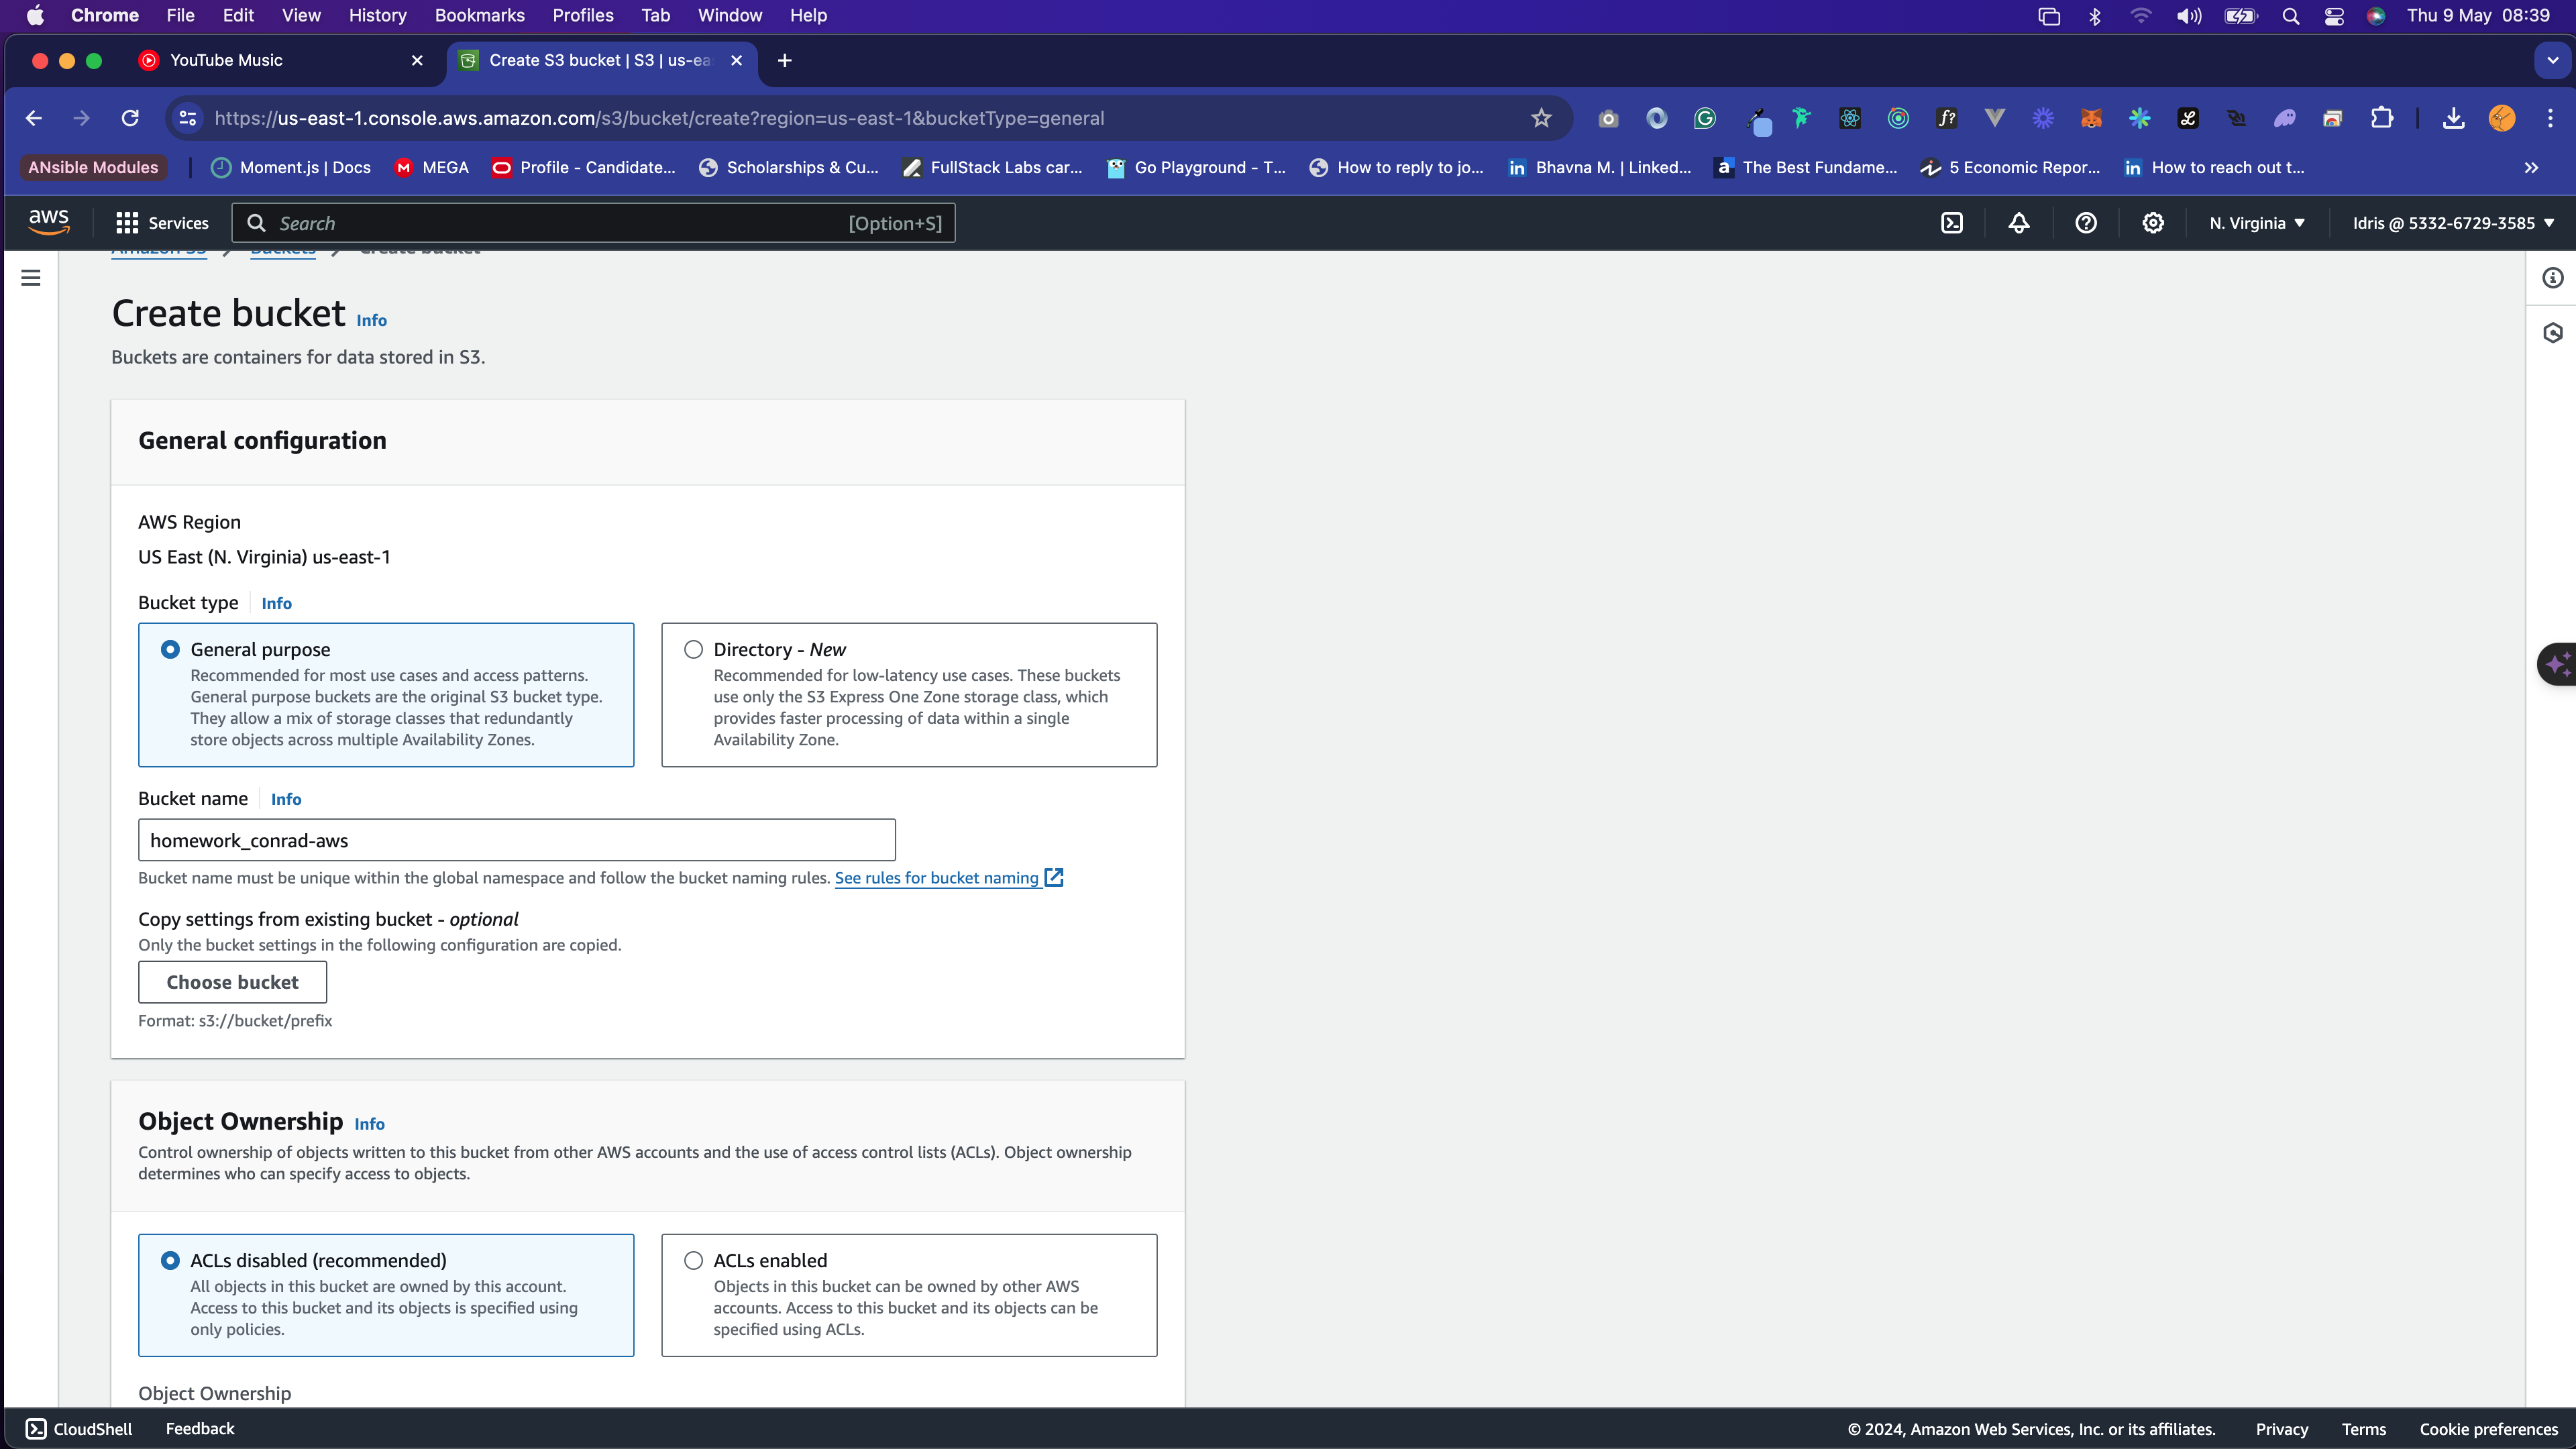 Chrome File Edit View History Bookmarks Profiles Tab Window Help Thu 9 May 08:39
YouTube Music Create S3 bucket | S3 | us-ea
https://us-east-1.console.aws.amazon.com/s3/bucket/create?region=us-east-1&bucketType=general
ANsible Modules Moment.js | Docs MEGA Profile - Candidate... Scholarships & Cu... FullStack Labs car... Go Playground - T... How to reply to jo... Bhavna M. | Linked... The Best Fundame... 5 Economic Repor... How to reach out t...
aws Services Search [Option+S] N. Virginia Idris @ 5332-6729-3585
Amazon S3 Buckets Create bucket
Create bucket Info
Buckets are containers for data stored in S3.
General configuration
AWS Region
US East (N. Virginia) us-east-1
Bucket type Info
General purpose
Recommended for most use cases and access patterns.
General purpose buckets are the original S3 bucket type.
They allow a mix of storage classes that redundantly
store objects across multiple Availability Zones.
Directory - New
Recommended for low-latency use cases. These buckets
use only the S3 Express One Zone storage class, which
provides faster processing of data within a single
Availability Zone.
Bucket name Info
homework_conrad-aws
Bucket name must be unique within the global namespace and follow the bucket naming rules. See rules for bucket naming
Copy settings from existing bucket - optional
Only the bucket settings in the following configuration are copied.
Choose bucket
Format: s3://bucket/prefix
Object Ownership Info
Control ownership of objects written to this bucket from other AWS accounts and the use of access control lists (ACLs). Object ownership
determines who can specify access to objects.
ACLs disabled (recommended)
All objects in this bucket are owned by this account.
Access to this bucket and its objects is specified using
only policies.
ACLs enabled
Objects in this bucket can be owned by other AWS
accounts. Access to this bucket and its objects can be
specified using ACLs.
Object Ownership
CloudShell Feedback © 2024, Amazon Web Services, Inc. or its affiliates. Privacy Terms Cookie preferences